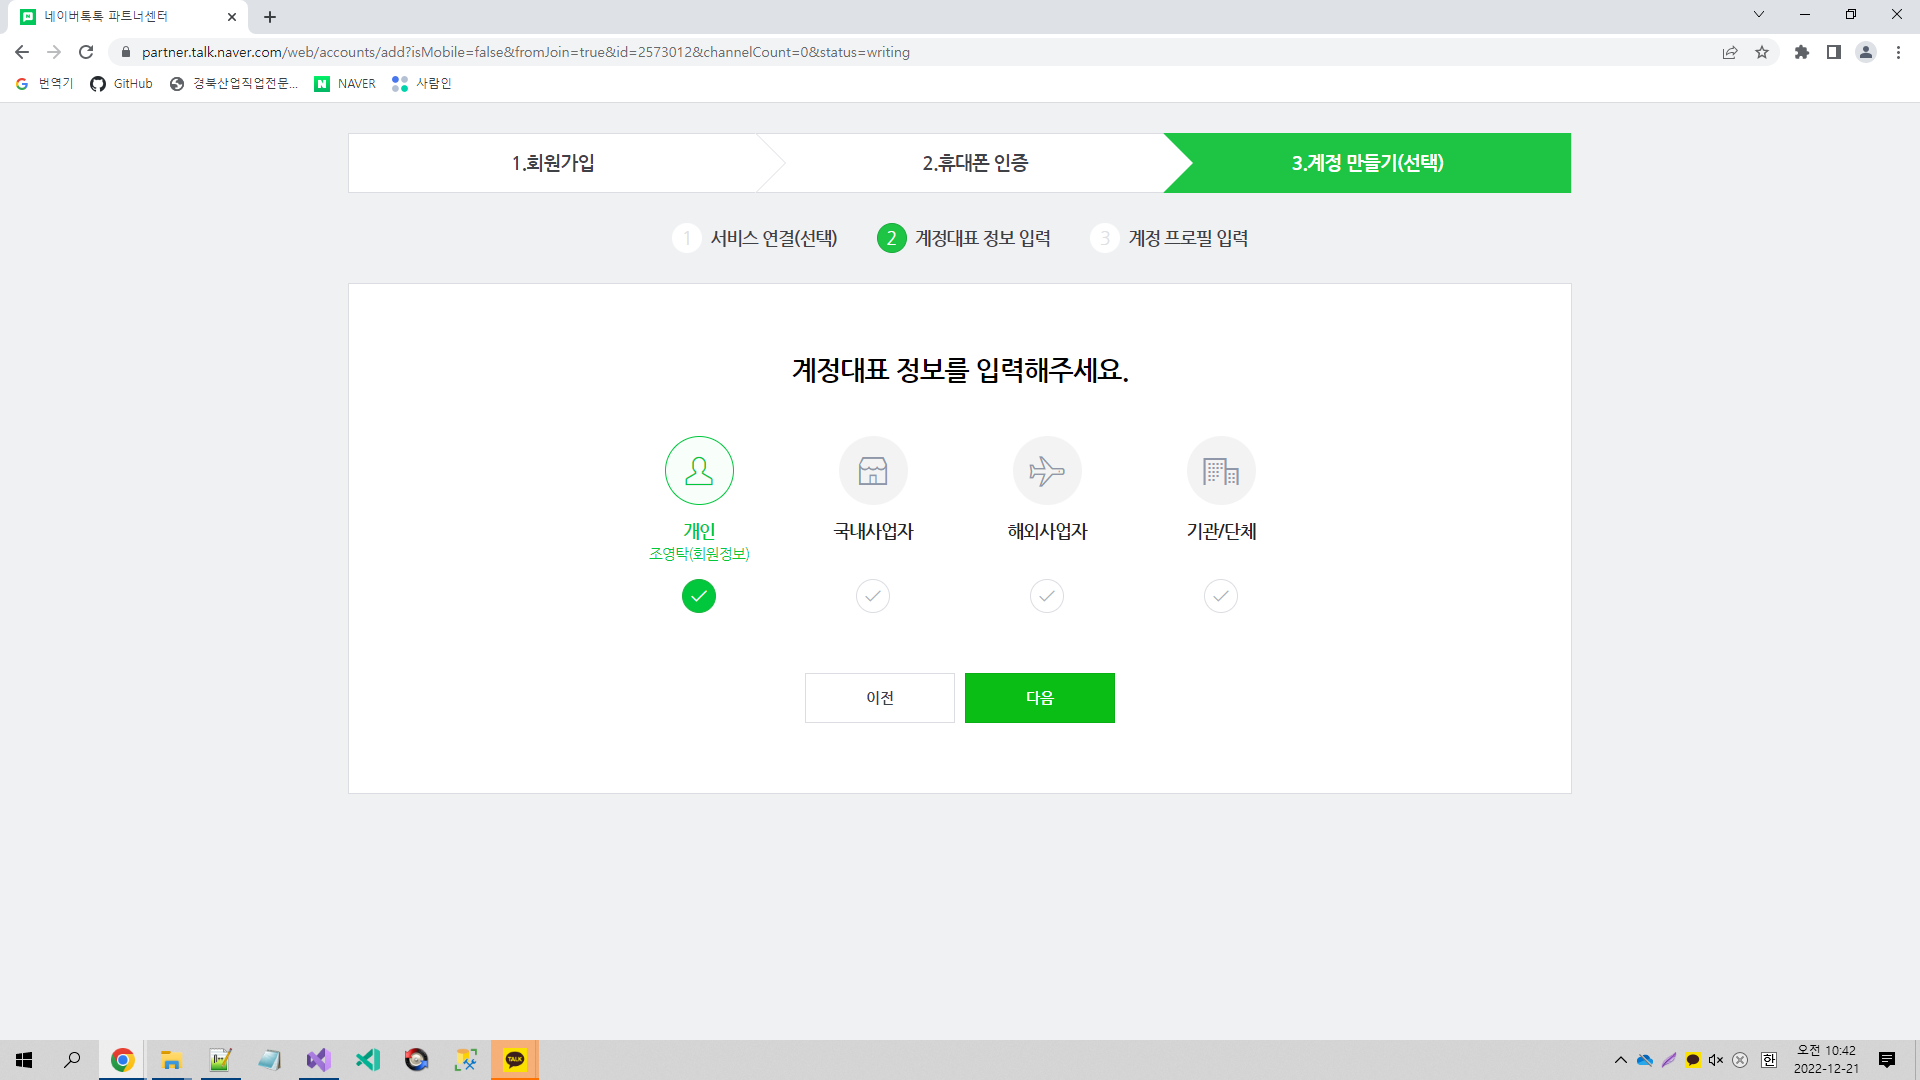 네이버톡톡 파트너센터
partner.talk.naver.com/web/accounts/add?isMobile=false&fromJoin=true&id=2573012&channelCount=0&status=writing
번역기 GitHub 경북산업직업전문... NAVER 사람인
1.회원가입 2.휴대폰 인증 3.계정 만들기(선택)
1 서비스 연결(선택) 2 계정대표 정보 입력 3 계정 프로필 입력
계정대표 정보를 입력해주세요.
개인 국내사업자 해외사업자 기관/단체
조영탁(회원정보)
이전 다음
TALK
한
오전 10:42
2022-12-21